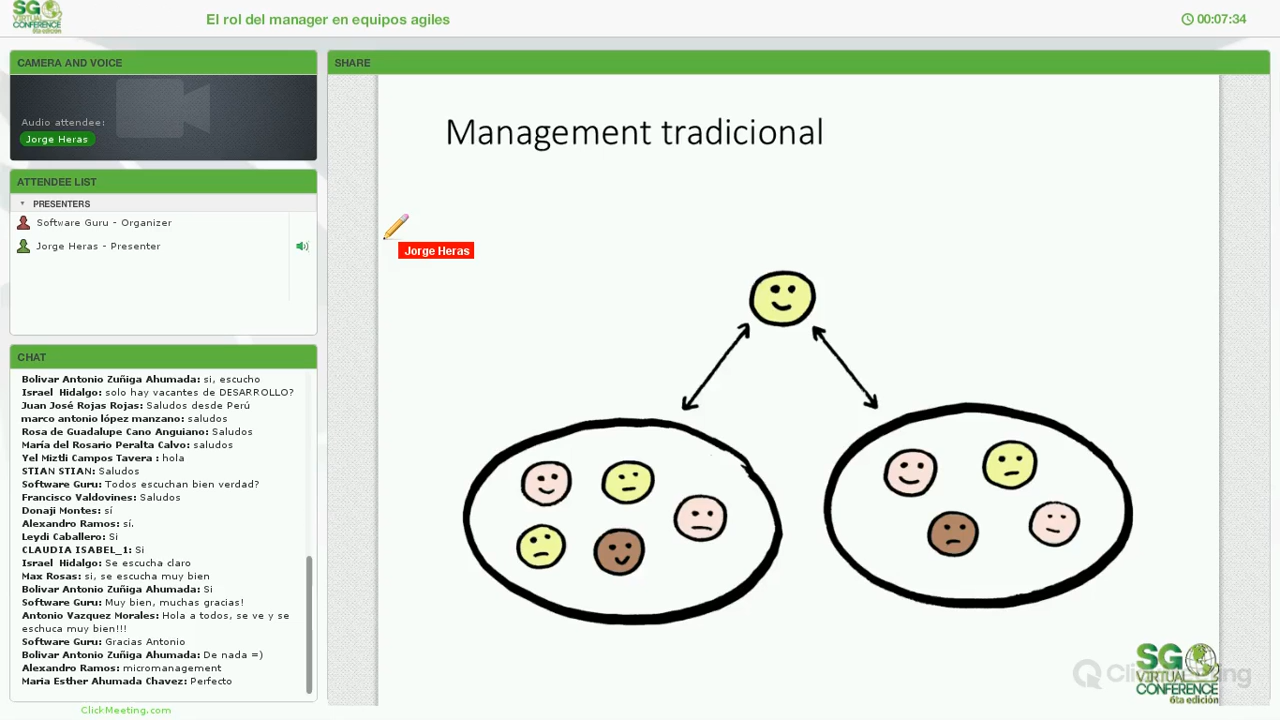 SG
VIRTUAL
CONFERENCE
6ta edición
El rol del manager en equipos agiles
00:07:34
CAMERA AND VOICE
Audio attendee:
Jorge Heras
ATTENDEE LIST
PRESENTERS
Software Guru - Organizer
Jorge Heras - Presenter
CHAT
Bolivar Antonio Zuñiga Ahumada: si, escucho
Israel Hidalgo: solo hay vacantes de DESARROLLO?
Juan José Rojas Rojas: Saludos desde Perú
marco antonio lópez manzano: saludos
Rosa de Guadalupe Cano Anguiano: Saludos
María del Rosario Peralta Calvo: saludos
Yel Miztli Campos Tavera : hola
STIAN STIAN: Saludos
Software Guru: Todos escuchan bien verdad?
Francisco Valdovines: Saludos
Donaji Montes: sí
Alexandro Ramos: sí.
Leydi Caballero: Si
CLAUDIA ISABEL_1: Si
Israel Hidalgo: Se escucha claro
Max Rosas: si, se escucha muy bien
Bolivar Antonio Zuñiga Ahumada: Si
Software Guru: Muy bien, muchas gracias!
Antonio Vazquez Morales: Hola a todos, se ve y se
eschuca muy bien!!!
Software Guru: Gracias Antonio
Bolivar Antonio Zuñiga Ahumada: De nada =)
Alexandro Ramos: micromanagement
Maria Esther Ahumada Chavez: Perfecto
ClickMeeting.com
SHARE
Management tradicional
Jorge Heras
SG
VIRTUAL
CONFERENCE
6ta edición